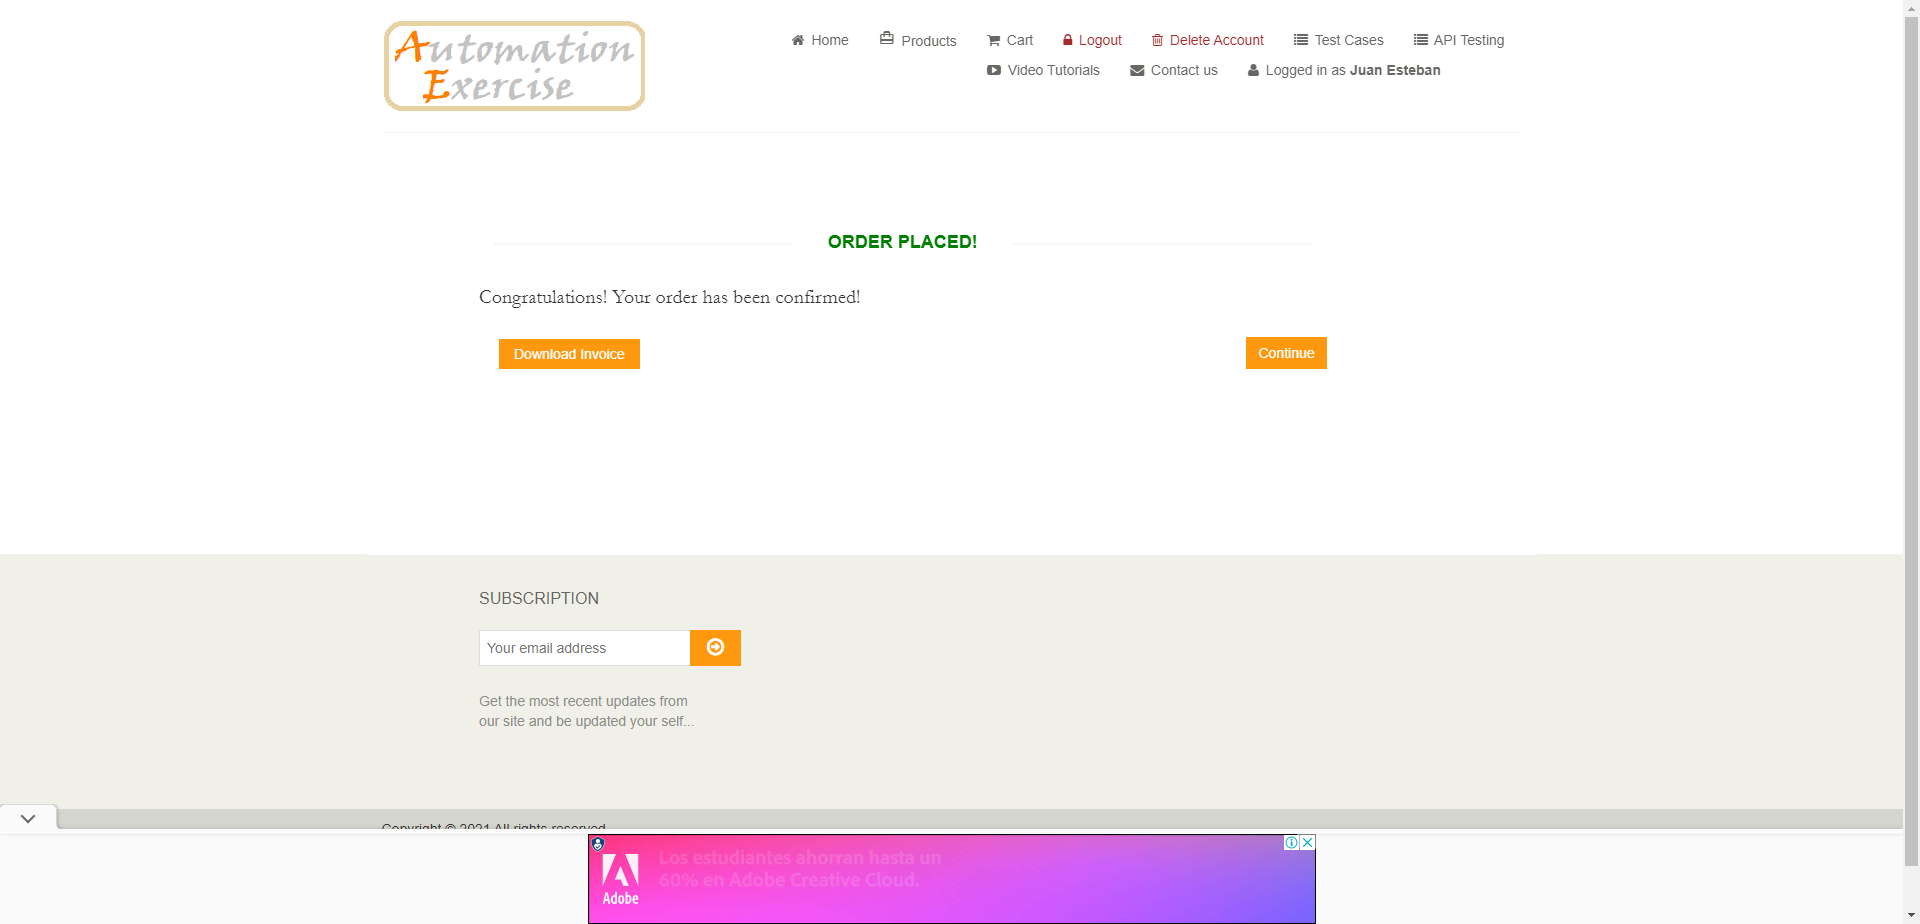 Automation
Exercise
Home
Products
Cart
Logout
Delete Account
Test Cases
API Testing
Video Tutorials
Contact us
Logged in as Juan Esteban
ORDER PLACED!
Congratulations! Your order has been confirmed!
Download Invoice
Continue
SUBSCRIPTION
Your email address
Get the most recent updates from
our site and be updated your self...
Copyright © 2021 All rights reserved
Los estudiantes ahorran hasta un
60% en Adobe Creative Cloud.
Adobe